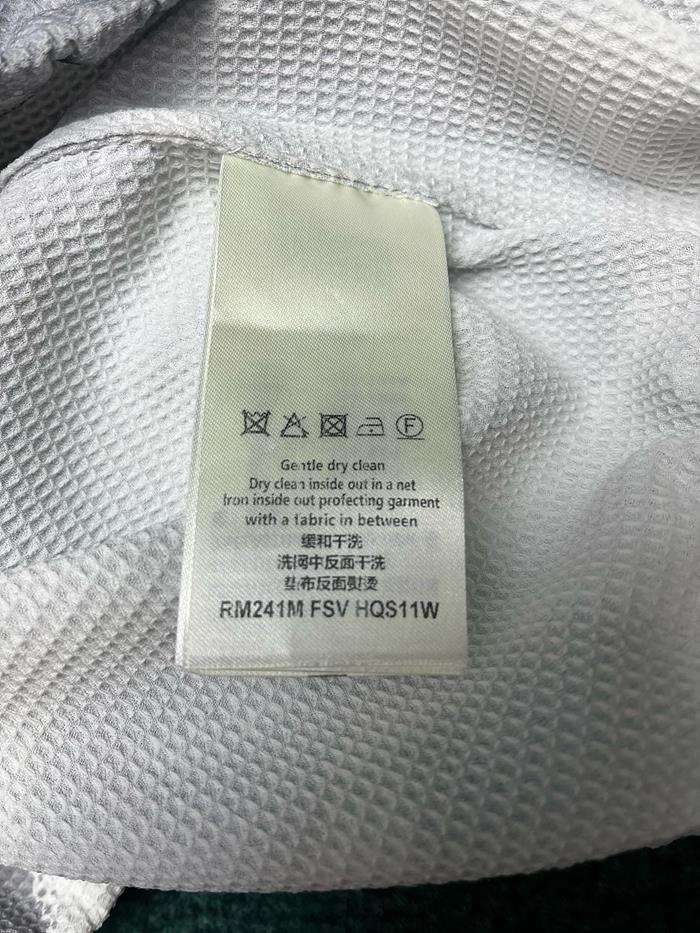 F
Gentle dry clean
Dry clean inside out in a net
Iron inside out profecting garment
with a fabric in between
缓和干洗
洗网中反面干洗
垫布反面熨烫
RM241M FSV HQS11W